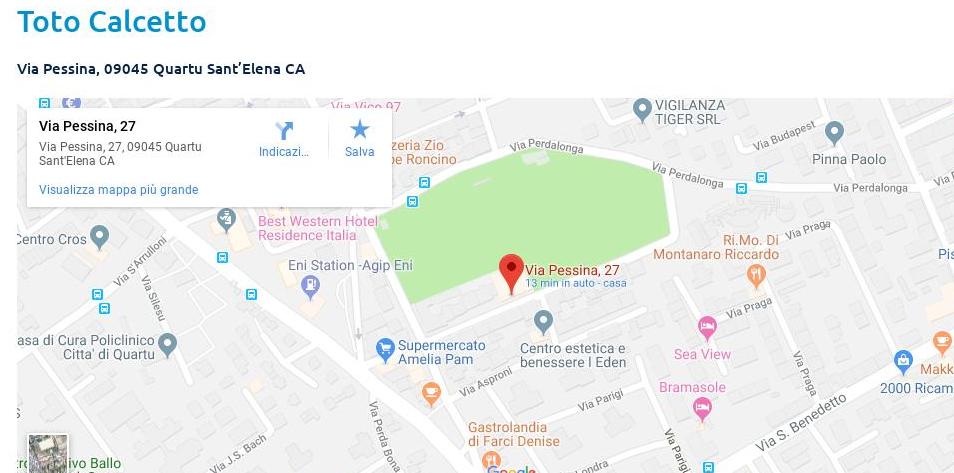 Toto Calcetto
Via Pessina, 09045 Quartu Sant'Elena CA
Via Pessina, 27
Via Pessina, 27, 09045 Quartu
Sant'Elena CA
Indicazi...
Salva
Visualizza mappa più grande
Via Vico 97
VIGILANZA
TIGER SRL
Via Budapest
Pinna Paolo
zeria Zio
pe Roncino
Via Perdalonga
Via Perdalonga
Via Perdalonga
Via P
Best Western Hotel
Residence Italia
Centro Cros
Via S'Arrulloni
Via Silesu
Eni Station -Agip Eni
Via Pessina, 27
13 min in auto - casa
Ri.Mo. Di
Montanaro Riccardo
Via Praga
Via Praga
Via Praga
Pis
asa di Cura Policlinico
Citta' di Quartu
Supermercato
Amelia Pam
Centro estetica e
benessere l Eden
Sea View
Bramasole
Makk
2000 Ricam
Via Asproni
Via Parigi
Via Parigi
Via S. Benedetto
Via Perda Bona
Via J.S. Bach
Gastrolandia
di Farci Denise
ivo Ballo
Londra
Google